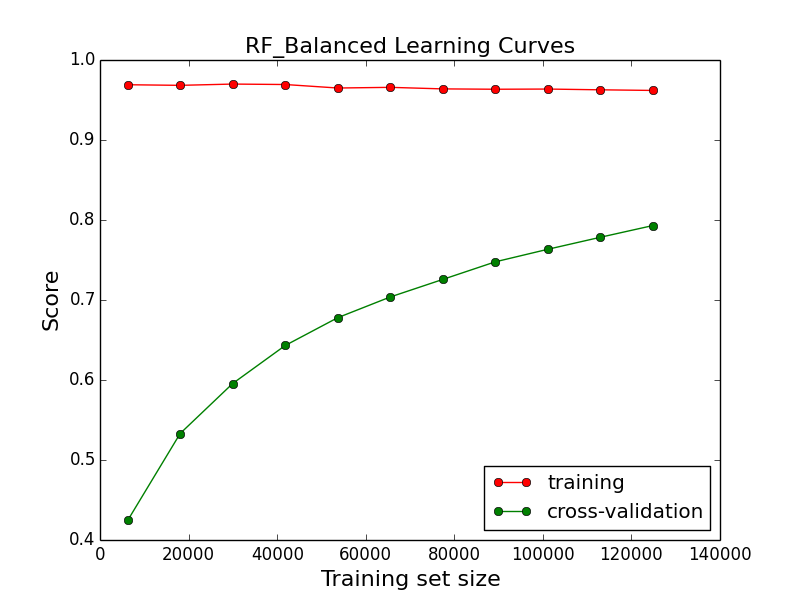 RF_Balanced Learning Curves
1.0
0.9
0.8
0.7
0.6
0.5
0.4
Score
training
cross-validation
0 20000 40000 60000 80000 100000 120000 140000
Training set size